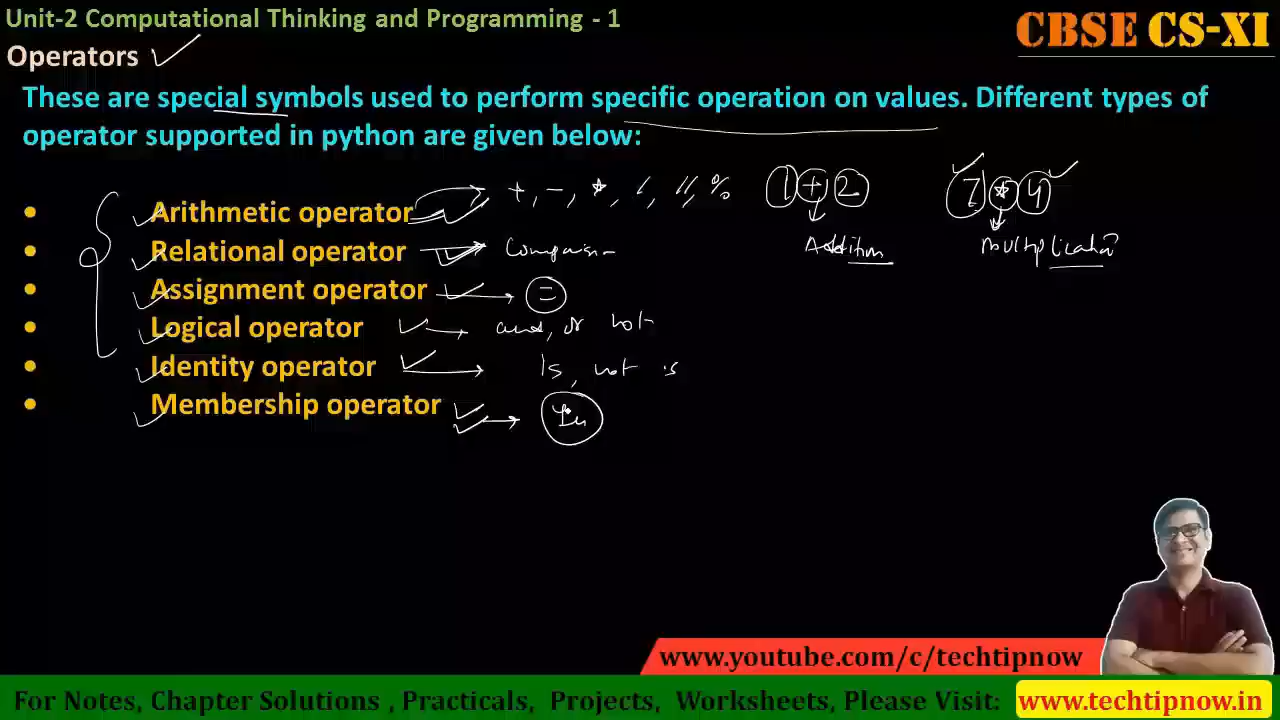 Unit-2 Computational Thinking and Programming - 1
CBSE CS-XI
Operators
These are special symbols used to perform specific operation on values. Different types of
operator supported in python are given below:
• Arithmetic operator +, -, *, /, //, % 1 + 2 7 * 4
• Relational operator Comparison Addition Multiplication
• Assignment operator =
• Logical operator and, or not
• Identity operator Is, not is
• Membership operator In
www.youtube.com/c/techtipnow
For Notes, Chapter Solutions , Practicals, Projects, Worksheets, Please Visit: www.techtipnow.in